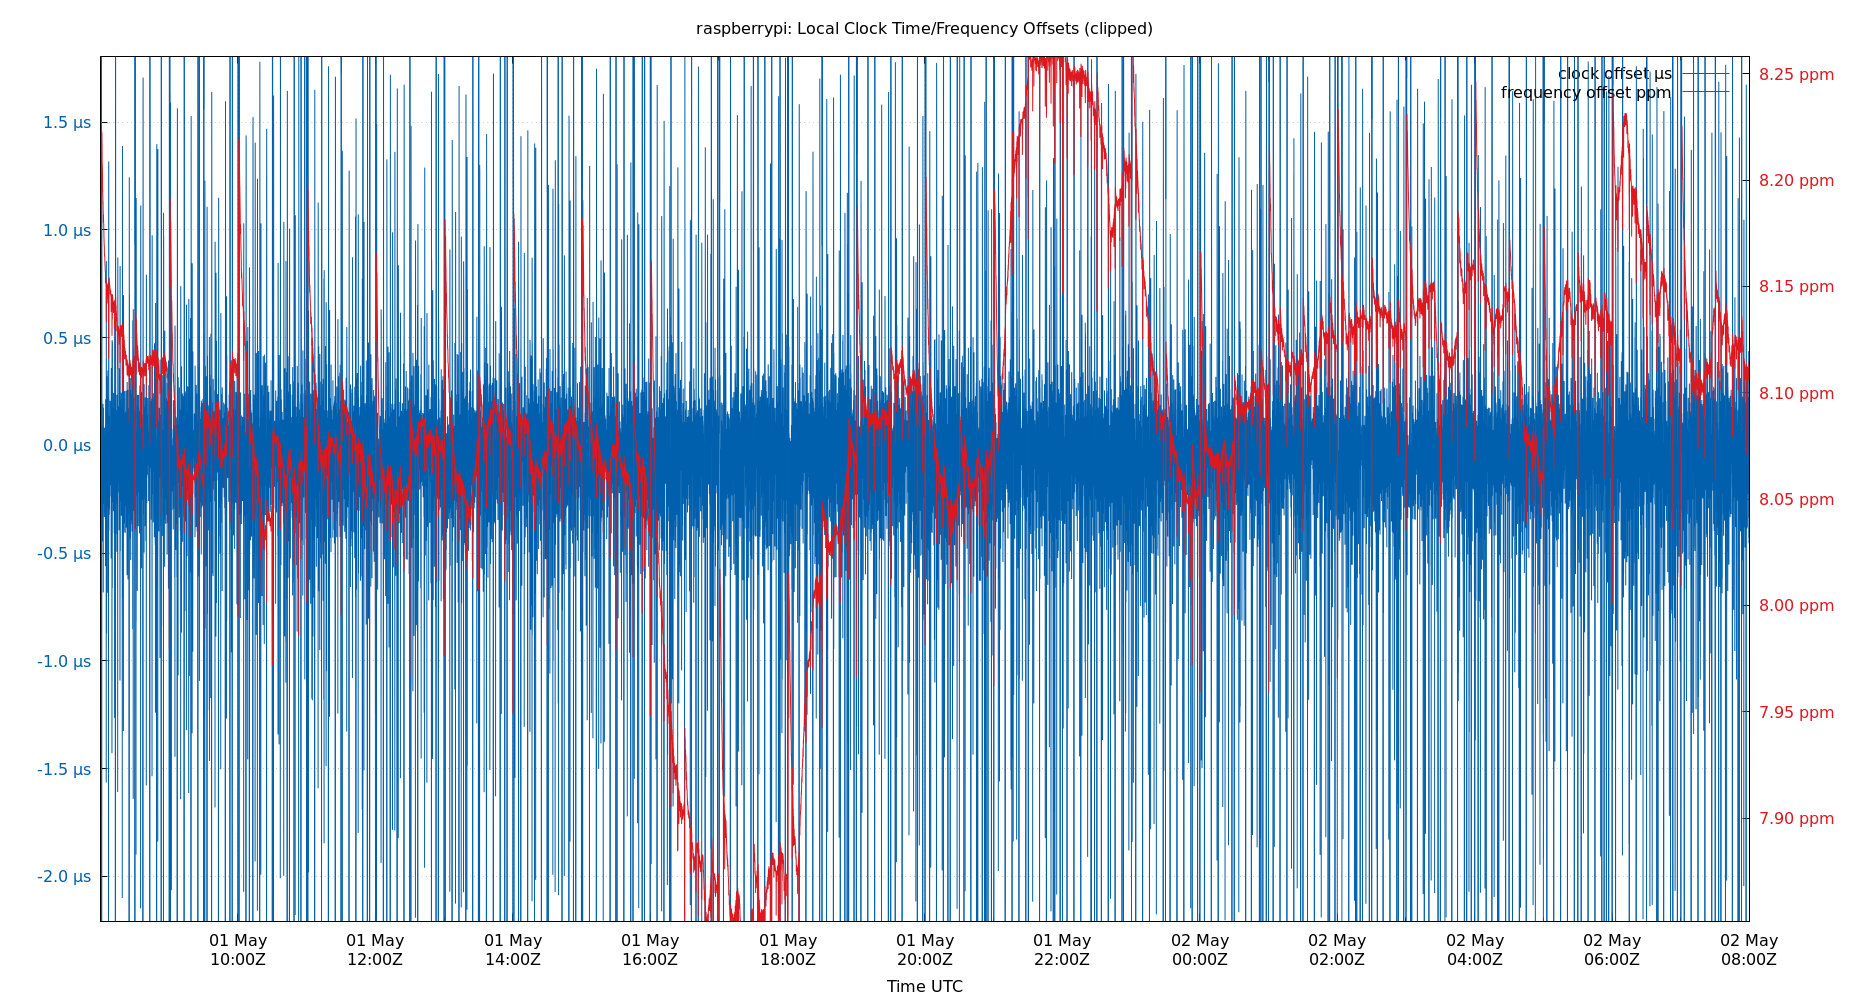 raspberrypi: Local Clock Time/Frequency Offsets (clipped)
clock offset µs
frequency offset ppm
1.5 µs
1.0 µs
0.5 µs
0.0 µs
-0.5 µs
-1.0 µs
-1.5 µs
-2.0 µs
8.25 ppm
8.20 ppm
8.15 ppm
8.10 ppm
8.05 ppm
8.00 ppm
7.95 ppm
7.90 ppm
01 May
10:00Z
01 May
12:00Z
01 May
14:00Z
01 May
16:00Z
01 May
18:00Z
01 May
20:00Z
01 May
22:00Z
02 May
00:00Z
02 May
02:00Z
02 May
04:00Z
02 May
06:00Z
02 May
08:00Z
Time UTC